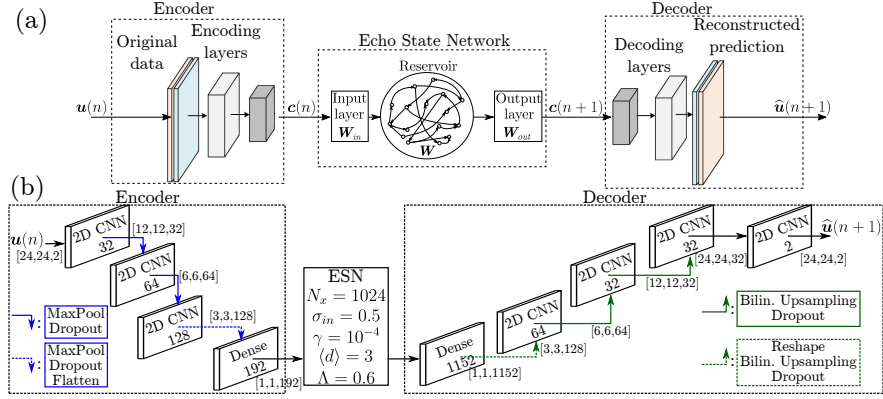 (a)
Encoder
Original
data
Encoding
layers
u(n)
c(n)
Echo State Network
Input
layer
W_in
Reservoir
W
Output
layer
W_out
c(n+1)
Decoder
Decoding
layers
Reconstructed
prediction
û(n+1)
(b)
Encoder
u(n)
[24,24,2]
2D CNN
32
[12,12,32]
2D CNN
64
[6,6,64]
2D CNN
128
[3,3,128]
Dense
192
[1,1,192]
: MaxPool
Dropout
: MaxPool
Dropout
Flatten
ESN
N_x = 1024
σ_in = 0.5
γ = 10⁻⁴
⟨d⟩ = 3
Λ = 0.6
Decoder
Dense
1152
[1,1,1152]
[3,3,128]
2D CNN
64
[6,6,64]
2D CNN
32
[12,12,32]
2D CNN
32
[24,24,32]
2D CNN
2
[24,24,2]
û(n+1)
: Bilin. Upsampling
Dropout
: Reshape
Bilin. Upsampling
Dropout